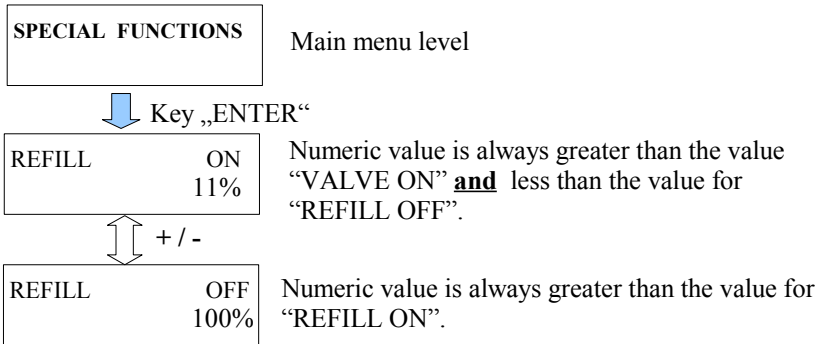 SPECIAL FUNCTIONS
Main menu level
Key „ENTER“
REFILL ON
11%
Numeric value is always greater than the value
“VALVE ON” and less than the value for
“REFILL OFF”.
+ / -
REFILL OFF
100%
Numeric value is always greater than the value for
“REFILL ON”.